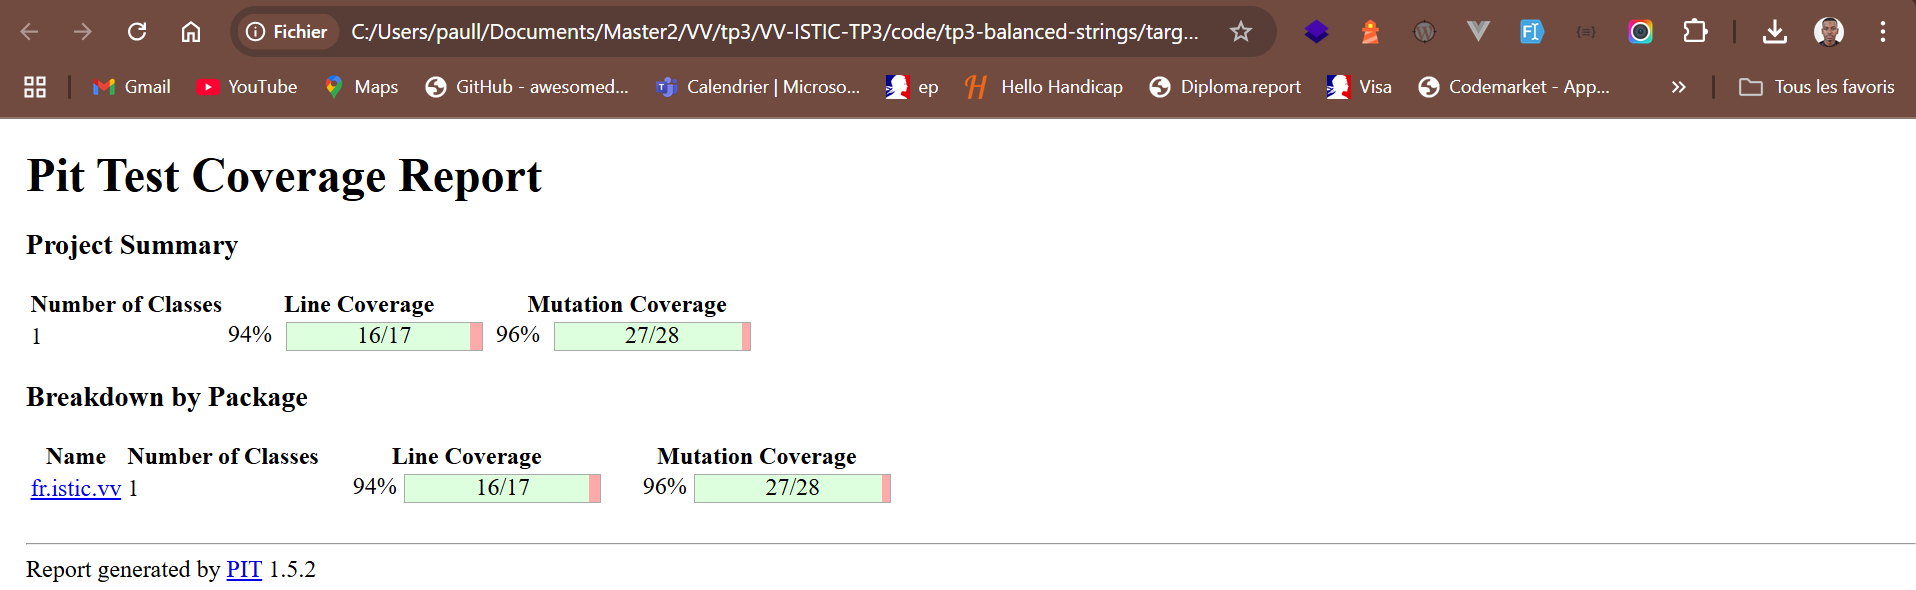 Fichier C:/Users/paull/Documents/Master2/VV/tp3/VV-ISTIC-TP3/code/tp3-balanced-strings/targ...
Gmail YouTube Maps GitHub - awesomed... Calendrier | Microso... ep Hello Handicap Diploma.report Visa Codemarket - App... » Tous les favoris
Pit Test Coverage Report
Project Summary
Number of Classes Line Coverage Mutation Coverage
1 94% 16/17 96% 27/28
Breakdown by Package
Name Number of Classes Line Coverage Mutation Coverage
fr.istic.vv 1 94% 16/17 96% 27/28
Report generated by PIT 1.5.2